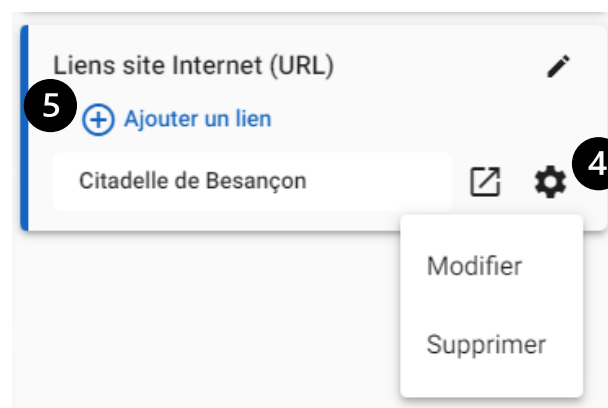 Liens site Internet (URL)
5
Ajouter un lien
Citadelle de Besançon
4
Modifier
Supprimer